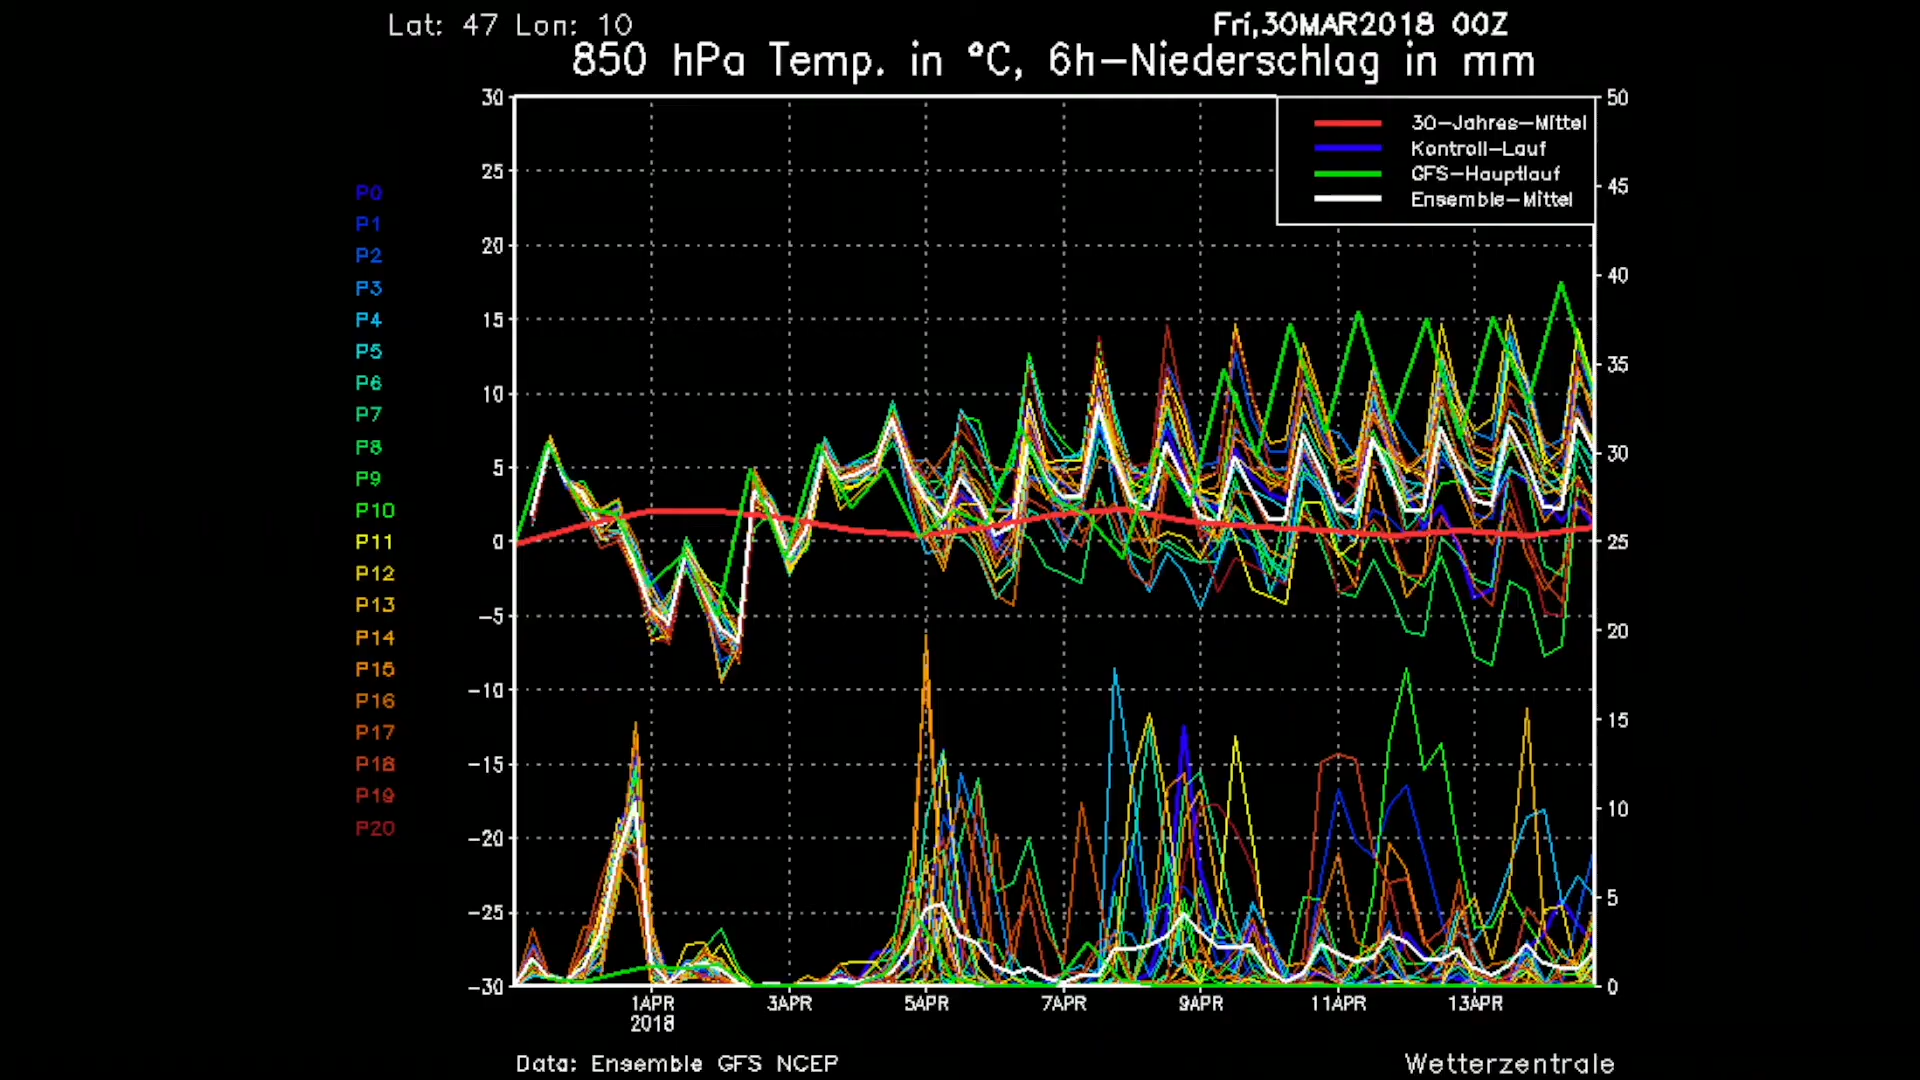 Lat: 47 Lon: 10
Fri,30MAR2018 00Z
850 hPa Temp. in °C, 6h-Niederschlag in mm
30-Jahres-Mittel
Kontroll-Lauf
GFS-Hauptlauf
Ensemble-Mittel
P0
P1
P2
P3
P4
P5
P6
P7
P8
P9
P10
P11
P12
P13
P14
P15
P16
P17
P18
P19
P20
30
25
20
15
10
5
0
-5
-10
-15
-20
-25
-30
50
45
40
35
30
25
20
15
10
5
0
1APR 3APR 5APR 7APR 9APR 11APR 13APR
2018
Data: Ensemble GFS NCEP
Wetterzentrale